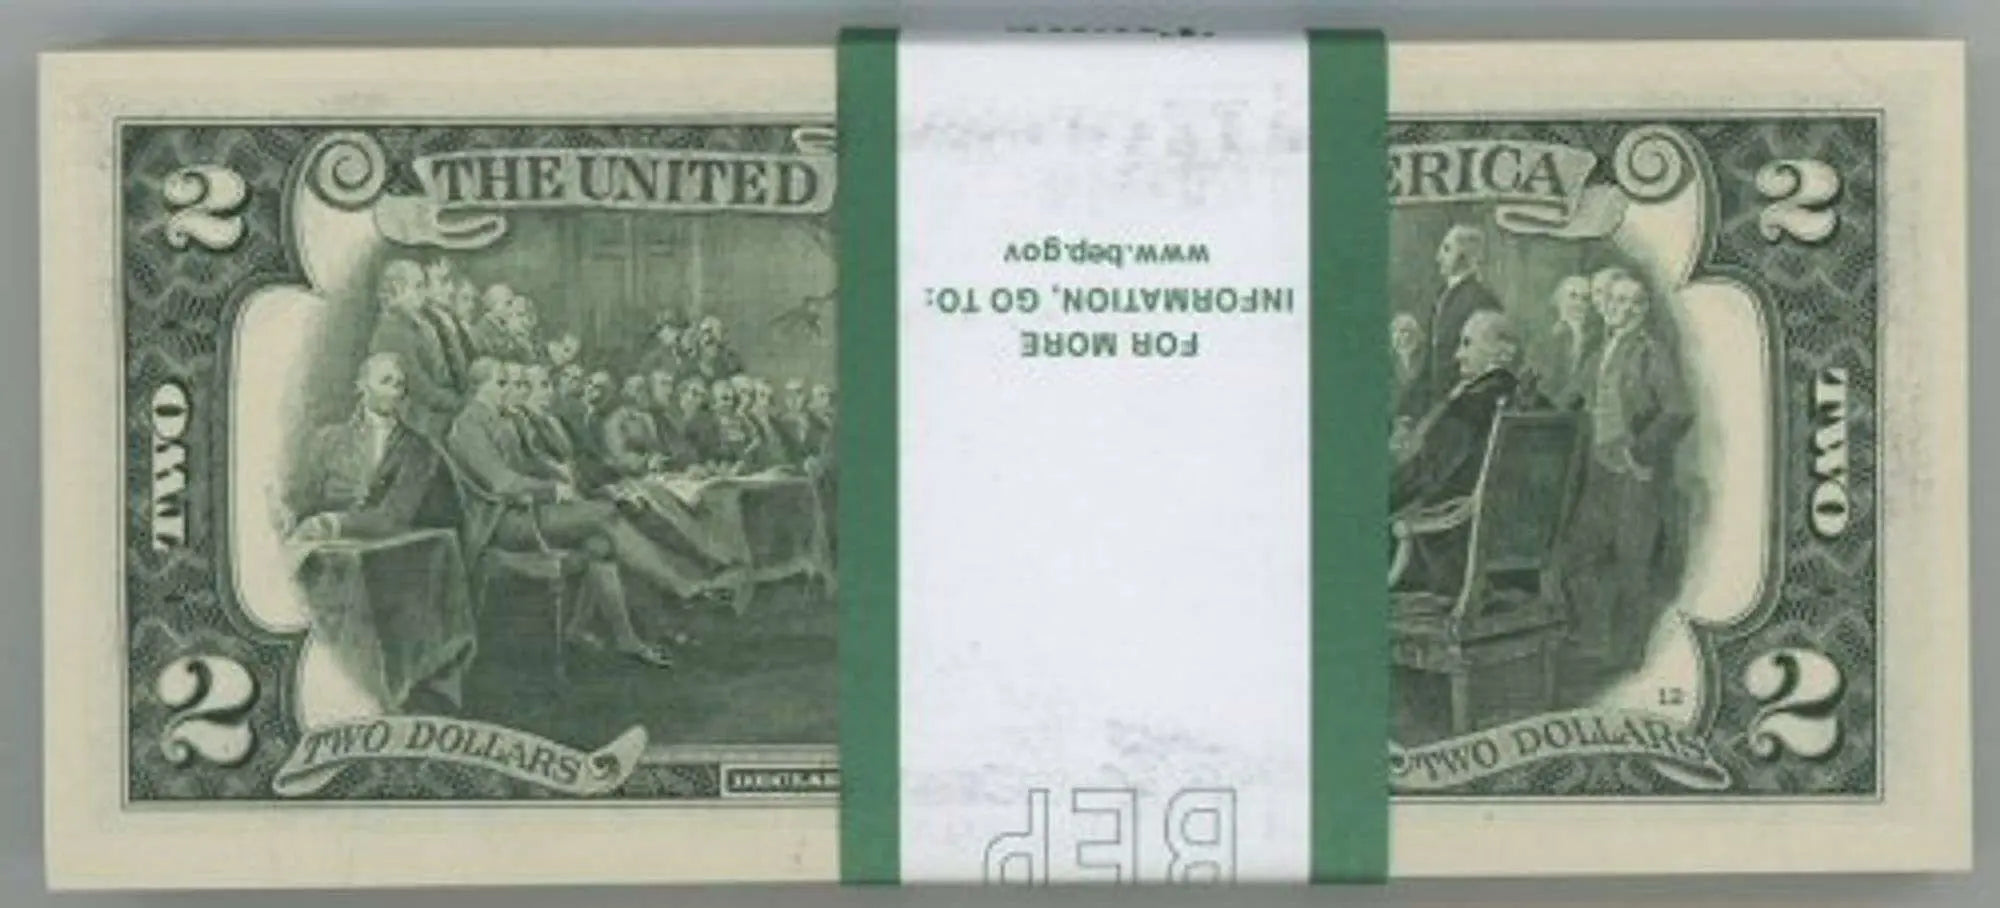 2 THE UNITED ERICA 2
TWO TWO
FOR MORE
INFORMATION, GO TO:
www.bep.gov
12
2 TWO DOLLARS TWO DOLLARS 2
DECLAR
BEP